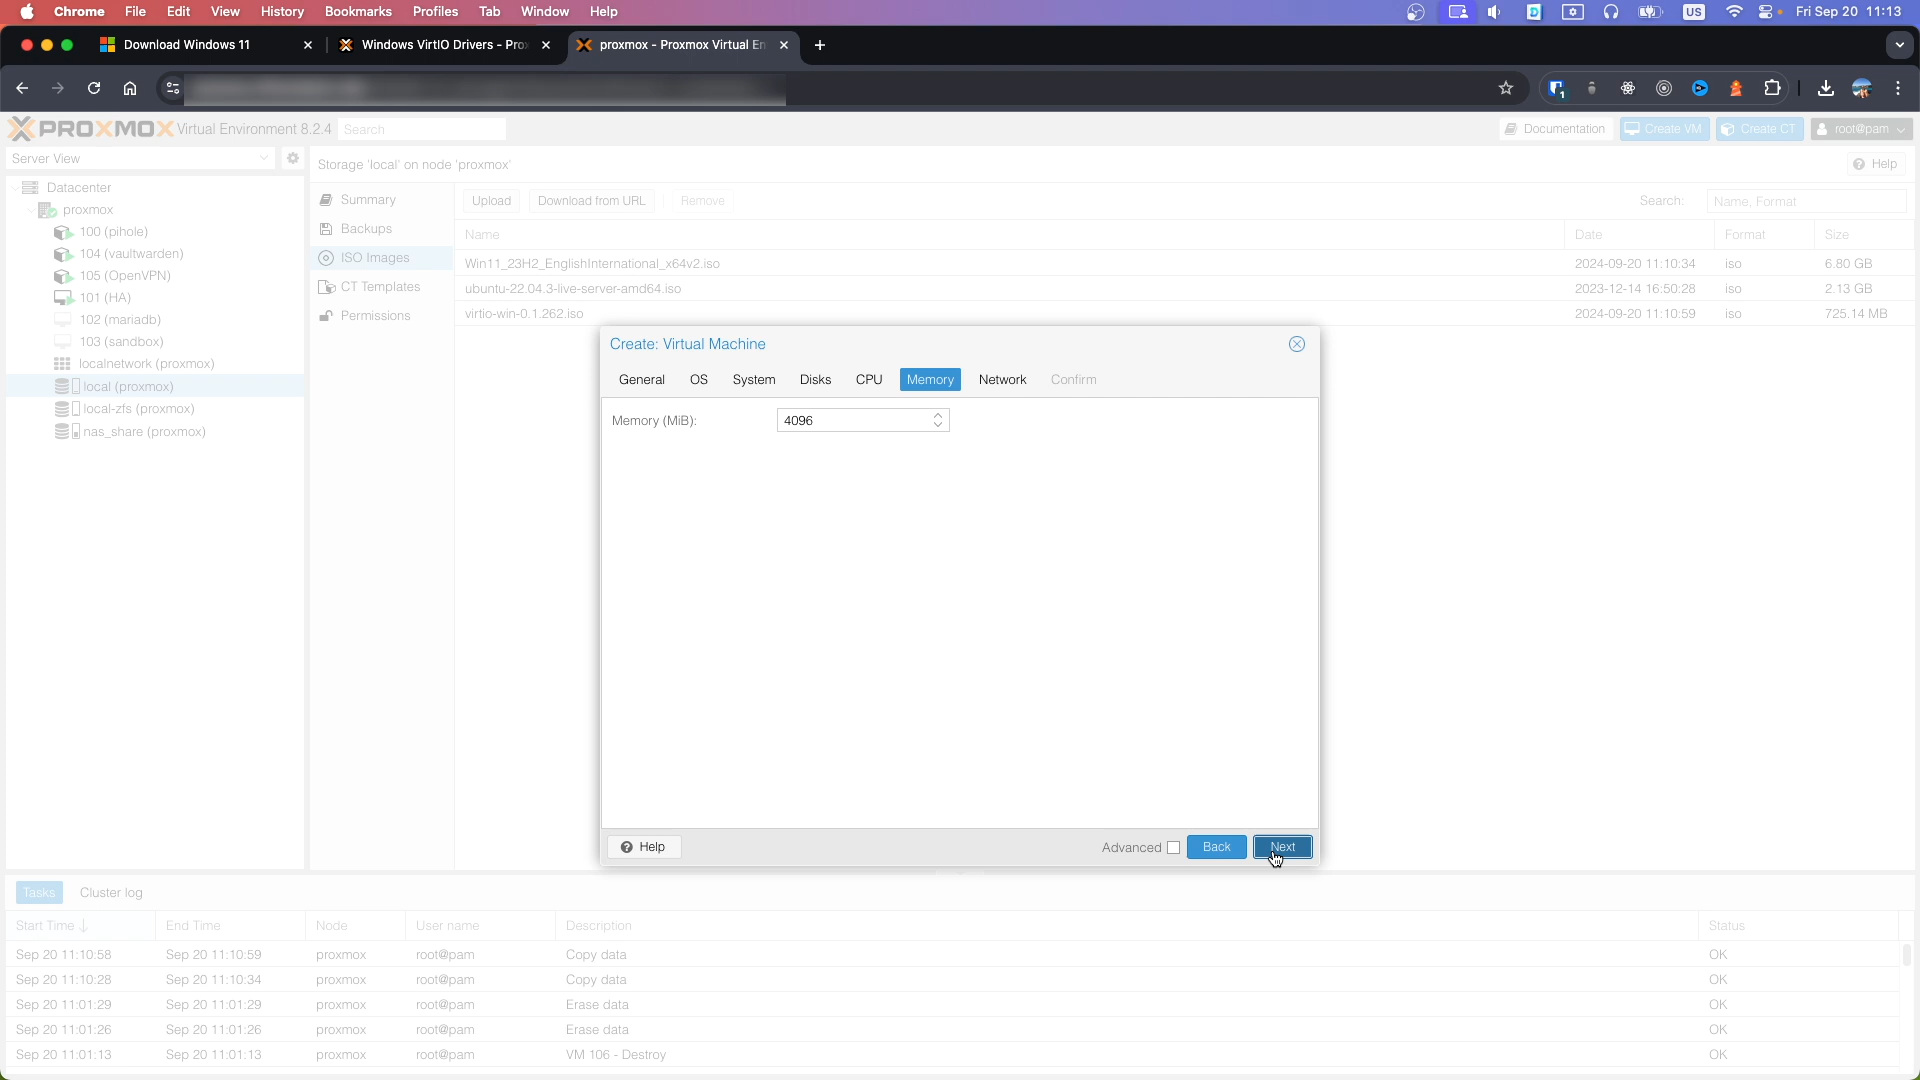 Chrome File Edit View History Bookmarks Profiles Tab Window Help US Fri Sep 20 11:13
Download Windows 11 Windows VirtIO Drivers - Pro proxmox - Proxmox Virtual En
1
PROXMOX Virtual Environment 8.2.4 Search Documentation Create VM Create CT root@pam
Server View
Storage 'local' on node 'proxmox' Help
Datacenter
proxmox
100 (pihole)
104 (vaultwarden)
105 (OpenVPN)
101 (HA)
102 (mariadb)
103 (sandbox)
localnetwork (proxmox)
local (proxmox)
local-zfs (proxmox)
nas_share (proxmox)
Summary
Backups
ISO Images
CT Templates
Permissions
Upload Download from URL Remove Search: Name, Format
Name Date Format Size
Win11_23H2_EnglishInternational_x64v2.iso 2024-09-20 11:10:34 iso 6.80 GB
ubuntu-22.04.3-live-server-amd64.iso 2023-12-14 16:50:28 iso 2.13 GB
virtio-win-0.1.262.iso 2024-09-20 11:10:59 iso 725.14 MB
Create: Virtual Machine
General OS System Disks CPU Memory Network Confirm
Memory (MiB): 4096
Help Advanced Back Next
Tasks Cluster log
Start Time End Time Node User name Description Status
Sep 20 11:10:58 Sep 20 11:10:59 proxmox root@pam Copy data OK
Sep 20 11:10:28 Sep 20 11:10:34 proxmox root@pam Copy data OK
Sep 20 11:01:29 Sep 20 11:01:29 proxmox root@pam Erase data OK
Sep 20 11:01:26 Sep 20 11:01:26 proxmox root@pam Erase data OK
Sep 20 11:01:13 Sep 20 11:01:13 proxmox root@pam VM 106 - Destroy OK